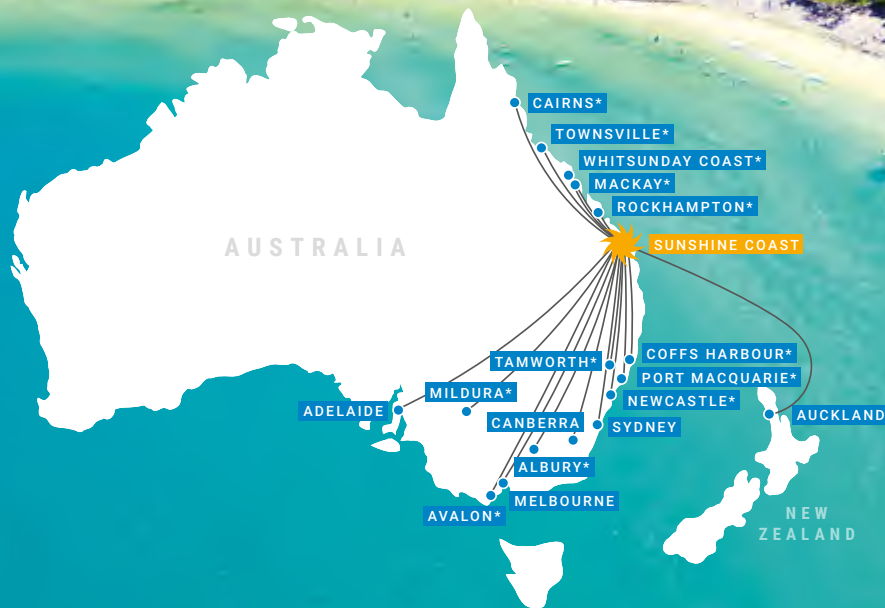 CAIRNS*
TOWNSVILLE*
WHITSUNDAY COAST*
MACKAY*
ROCKHAMPTON*
AUSTRALIA
SUNSHINE COAST
COFFS HARBOUR*
TAMWORTH*
PORT MACQUARIE*
MILDURA*
NEWCASTLE*
ADELAIDE
AUCKLAND
CANBERRA
SYDNEY
ALBURY*
MELBOURNE
AVALON*
NEW
ZEALAND